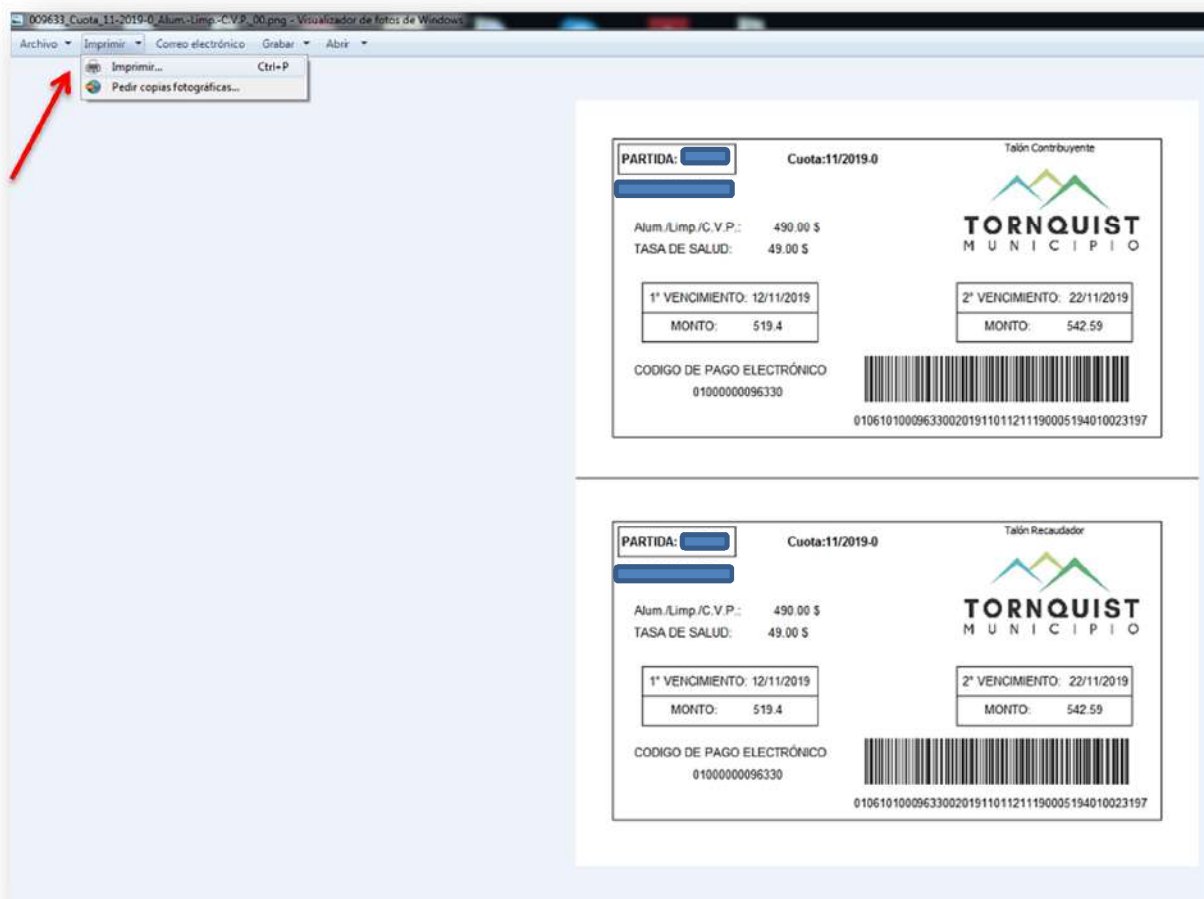 009633_Cuota_11-2019-0_Alum.-Limp.-C.V.P._00.png - Visualizador de fotos de Windows
Archivo Imprimir Correo electrónico Grabar Abrir
Imprimir... Ctrl+P
Pedir copias fotográficas...
PARTIDA: Cuota:11/2019-0 Talón Contribuyente
TORNQUIST
MUNICIPIO
Alum./Limp./C.V.P.: 490.00 $
TASA DE SALUD: 49.00 $
1° VENCIMIENTO: 12/11/2019 2° VENCIMIENTO: 22/11/2019
MONTO: 519.4 MONTO: 542.59
CODIGO DE PAGO ELECTRÓNICO
01000000096330
0106101000963300201911011211190005194010023197
PARTIDA: Cuota:11/2019-0 Talón Recaudador
TORNQUIST
MUNICIPIO
Alum./Limp./C.V.P.: 490.00 $
TASA DE SALUD: 49.00 $
1° VENCIMIENTO: 12/11/2019 2° VENCIMIENTO: 22/11/2019
MONTO: 519.4 MONTO: 542.59
CODIGO DE PAGO ELECTRÓNICO
01000000096330
0106101000963300201911011211190005194010023197